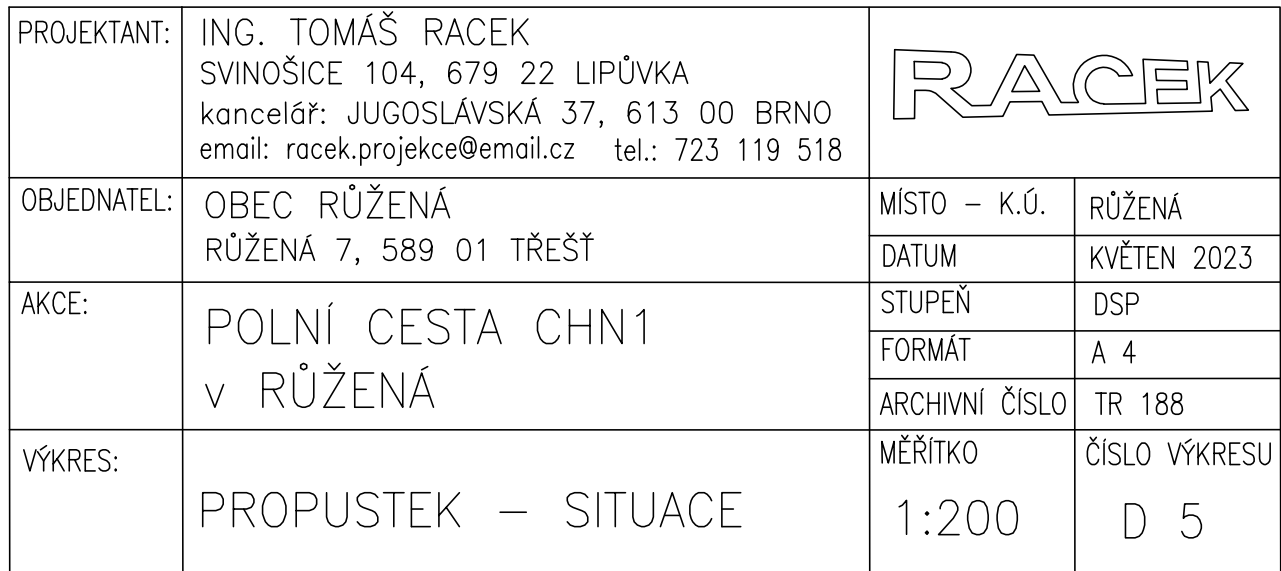 PROJEKTANT:
ING. TOMÁŠ RACEK
SVINOŠICE 104, 679 22 LIPŮVKA
kancelář: JUGOSLÁVSKÁ 37, 613 00 BRNO
email: racek.projekce@email.cz tel.: 723 119 518
RACEK
OBJEDNATEL:
OBEC RŮŽENÁ
RŮŽENÁ 7, 589 01 TŘEŠŤ
MÍSTO – K.Ú. RŮŽENÁ
DATUM KVĚTEN 2023
AKCE:
POLNÍ CESTA CHN1
v RŮŽENÁ
STUPEŇ DSP
FORMÁT A 4
ARCHIVNÍ ČÍSLO TR 188
VÝKRES:
PROPUSTEK – SITUACE
MĚŘÍTKO
1:200
ČÍSLO VÝKRESU
D 5